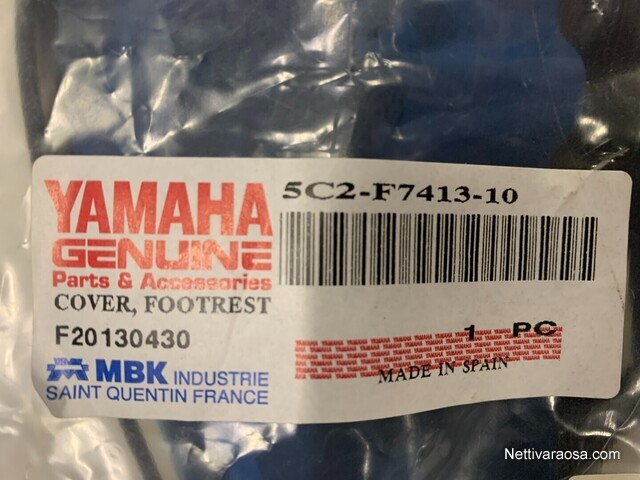 YAMAHA
GENUINE
Parts & Accessories
COVER, FOOTREST
F20130430
MBK INDUSTRIE
SAINT QUENTIN FRANCE
5C2-F7413-10
1 PC
MADE IN SPAIN
Nettivaraosa.com